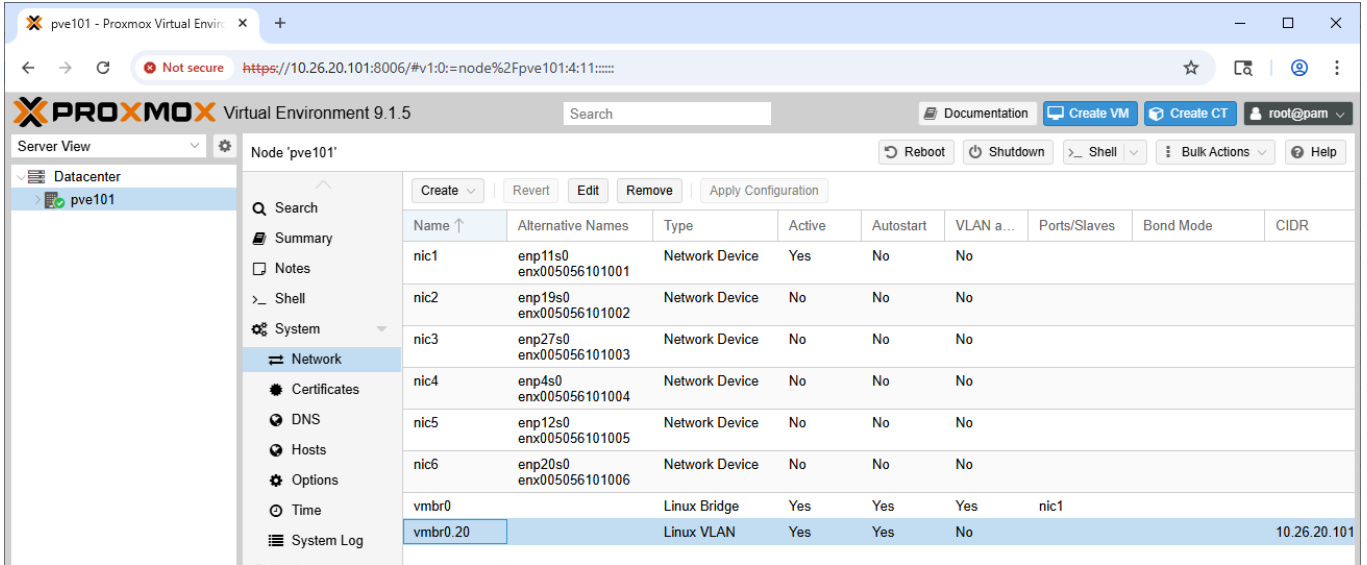 pve101 - Proxmox Virtual Enviro
Not secure https://10.26.20.101:8006/#v1:0:=node%2Fpve101:4:11::::::
PROXMOX Virtual Environment 9.1.5 Search Documentation Create VM Create CT root@pam
Server View
Node 'pve101' Reboot Shutdown >_ Shell Bulk Actions Help
Datacenter
pve101
Search
Summary
Notes
>_ Shell
System
Network
Certificates
DNS
Hosts
Options
Time
System Log
Create Revert Edit Remove Apply Configuration
Name Alternative Names Type Active Autostart VLAN a... Ports/Slaves Bond Mode CIDR
nic1 enp11s0 Network Device Yes No No
enx005056101001
nic2 enp19s0 Network Device No No No
enx005056101002
nic3 enp27s0 Network Device No No No
enx005056101003
nic4 enp4s0 Network Device No No No
enx005056101004
nic5 enp12s0 Network Device No No No
enx005056101005
nic6 enp20s0 Network Device No No No
enx005056101006
vmbr0 Linux Bridge Yes Yes Yes nic1
vmbr0.20 Linux VLAN Yes Yes No 10.26.20.101